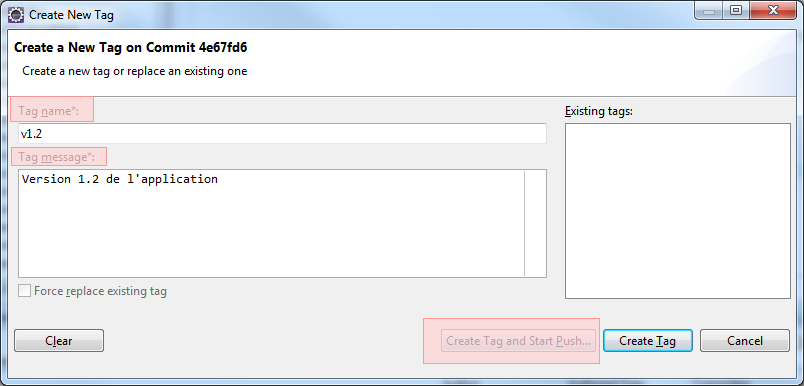 Create New Tag
Create a New Tag on Commit 4e67fd6
Create a new tag or replace an existing one
Tag name*:
v1.2
Tag message*:
Version 1.2 de l'application
Force replace existing tag
Existing tags:
Clear
Create Tag and Start Push...
Create Tag
Cancel